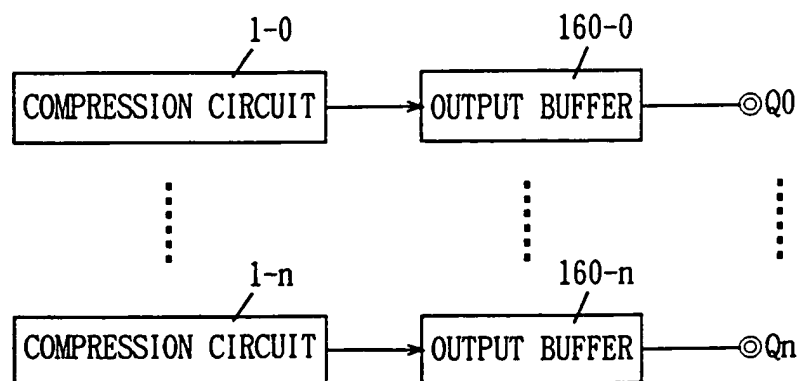 1-0 160-0
COMPRESSION CIRCUIT OUTPUT BUFFER Q0
1-n 160-n
COMPRESSION CIRCUIT OUTPUT BUFFER Qn